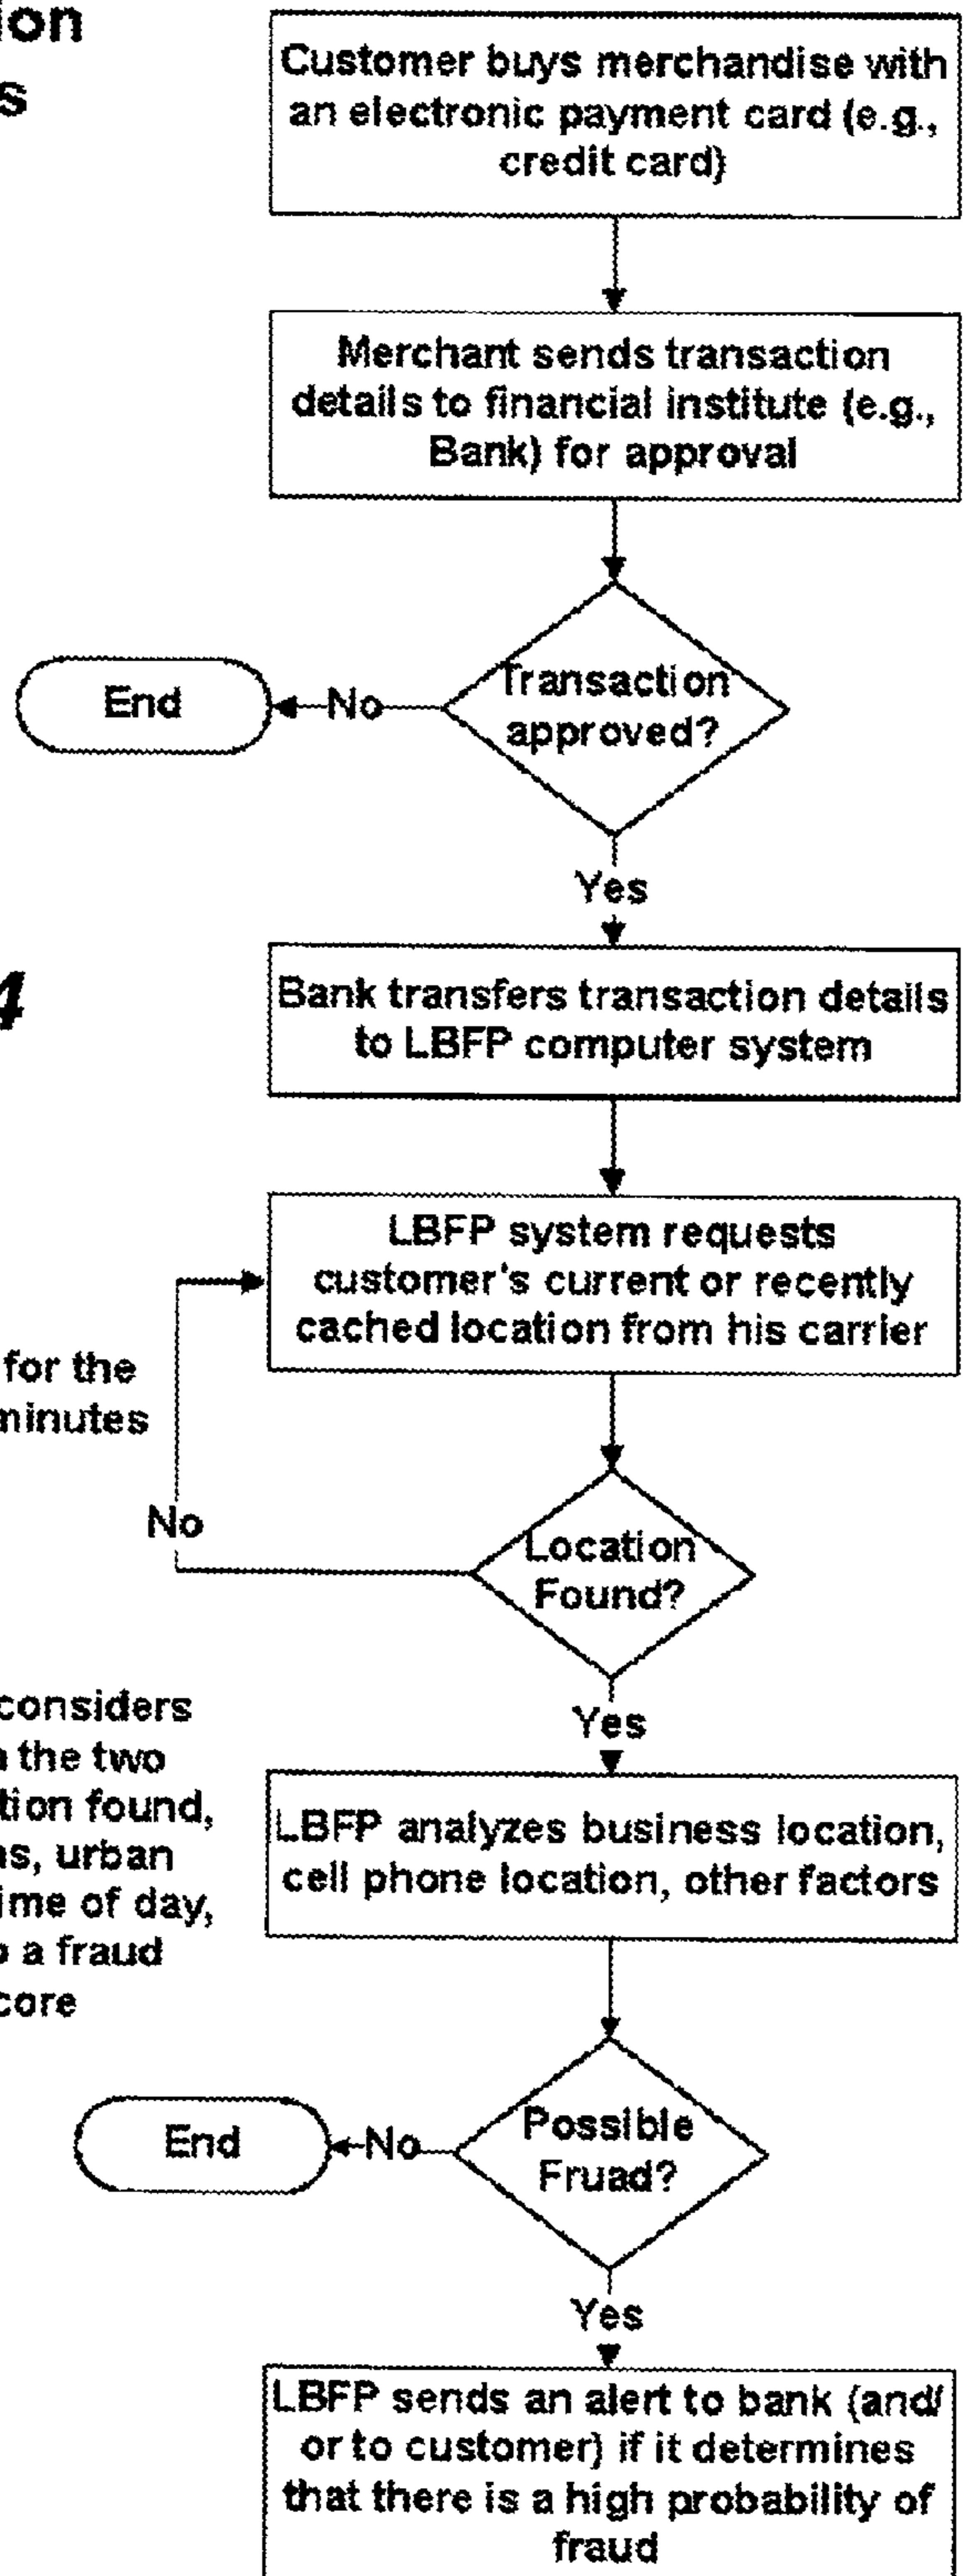 ion
s
Customer buys merchandise with
an electronic payment card (e.g.,
credit card)
Merchant sends transaction
details to financial institute (e.g.,
Bank) for approval
Transaction
approved?
No
End
Yes
4
Bank transfers transaction details
to LBFP computer system
LBFP system requests
customer's current or recently
cached location from his carrier
for the
minutes
No
Location
Found?
Yes
considers
the two
tion found,
s, urban
ime of day,
o a fraud
core
LBFP analyzes business location,
cell phone location, other factors
Possible
Fruad?
No
End
Yes
LBFP sends an alert to bank (and/
or to customer) if it determines
that there is a high probability of
fraud